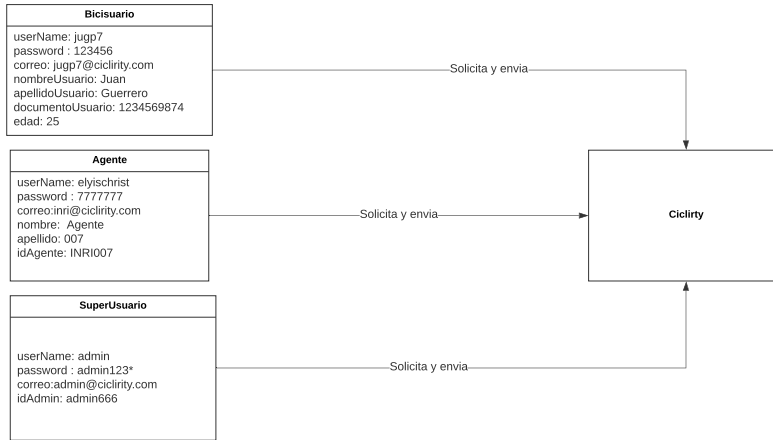 Bicisuario
userName: jugp7
password : 123456
correo: jugp7@ciclirity.com
nombreUsuario: Juan
apellidoUsuario: Guerrero
documentoUsuario: 1234569874
edad: 25
Solicita y envia
Agente
userName: elyischrist
password : 7777777
correo:inri@ciclirity.com
nombre:  Agente
apellido: 007
idAgente: INRI007
Solicita y envia
Ciclirty
SuperUsuario
userName: admin
password : admin123*
correo:admin@ciclirity.com
idAdmin: admin666
Solicita y envia